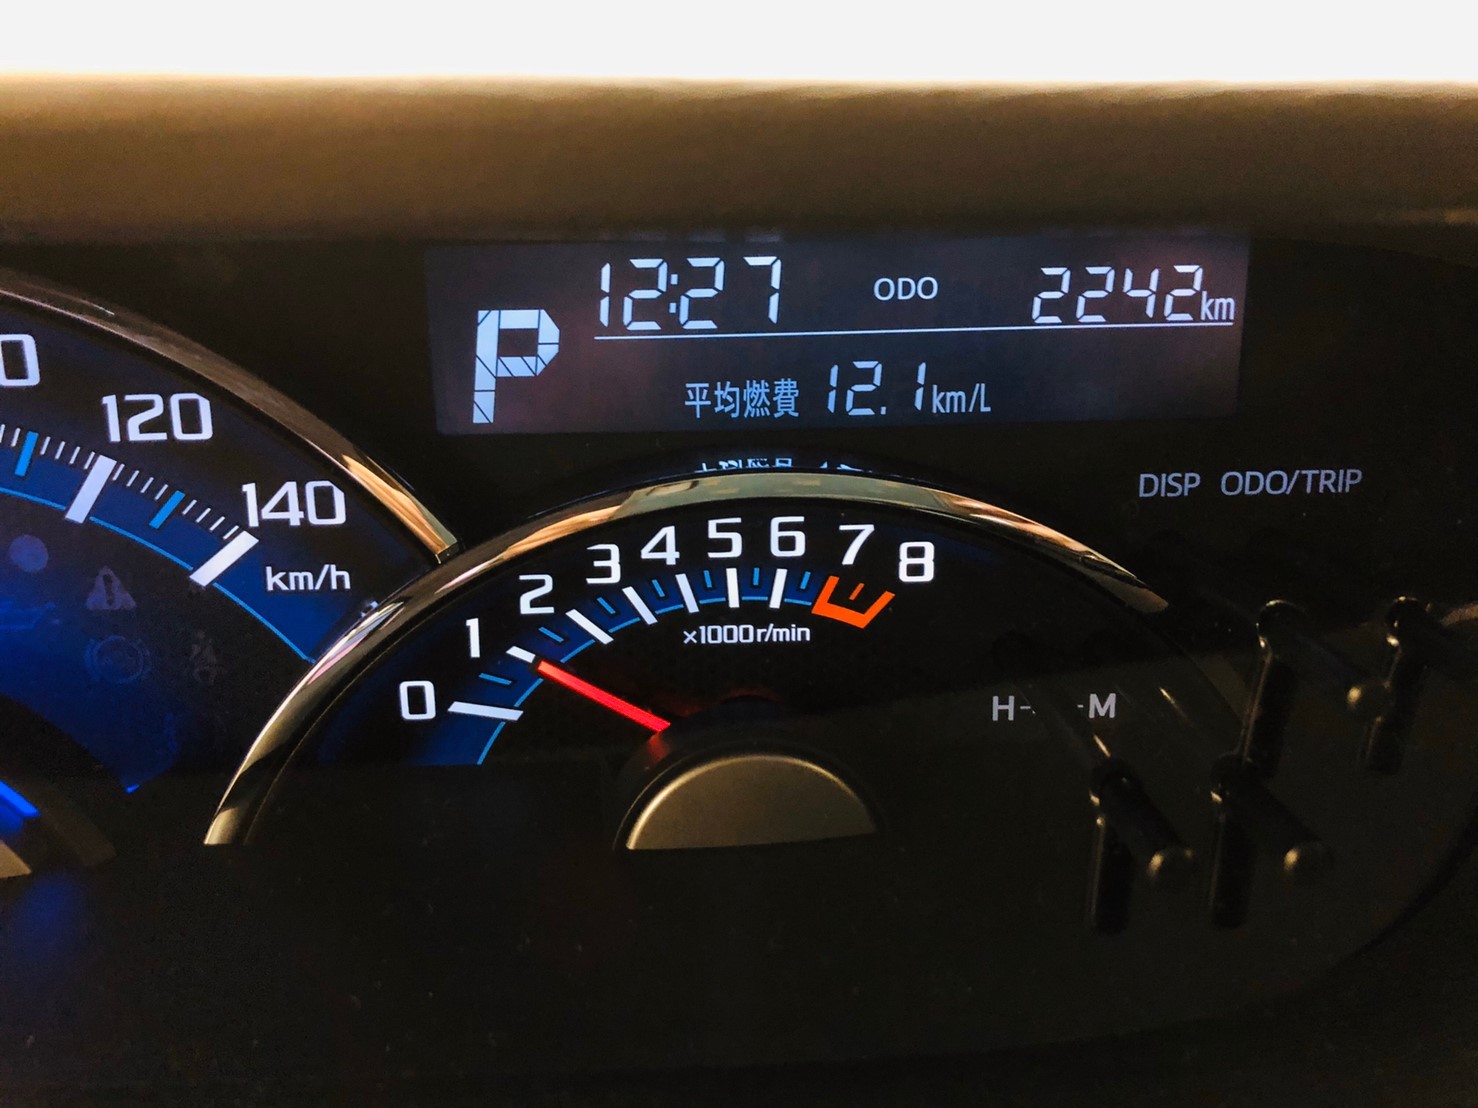 12:27 ODO 2242km
P
平均燃費 12.1km/L
DISP ODO/TRIP
120
140
km/h
0 1 2 3 4 5 6 7 8
×1000r/min
H- -M